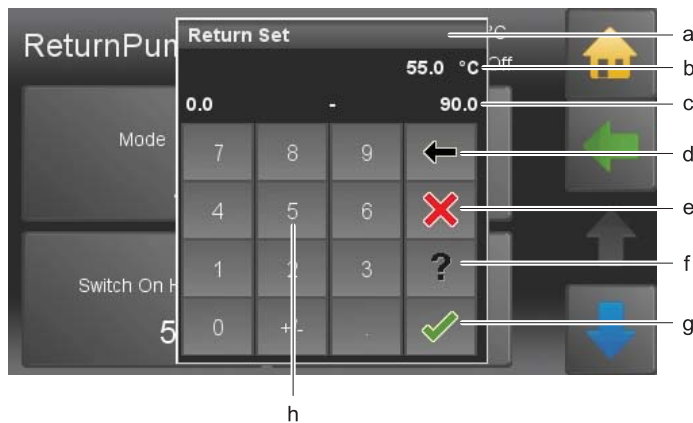 ReturnPum
Return Set
°C
a
55.0 °C
Off
b
0.0 - 90.0
c
Mode
7 8 9
d
4 5 6
e
1 2 3 ?
f
Switch On H
5
0 +/- .
g
h